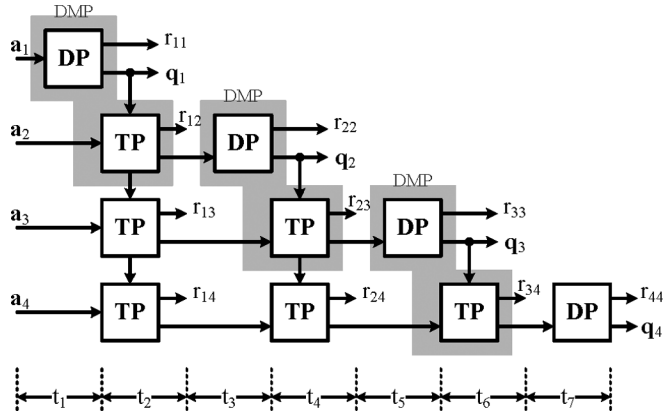 DMP
a1 DP r11
q1
DMP
a2 TP r12 DP r22
q2
DMP
a3 TP r13 TP r23 DP r33
q3
a4 TP r14 TP r24 TP r34 DP r44
q4
t1 t2 t3 t4 t5 t6 t7